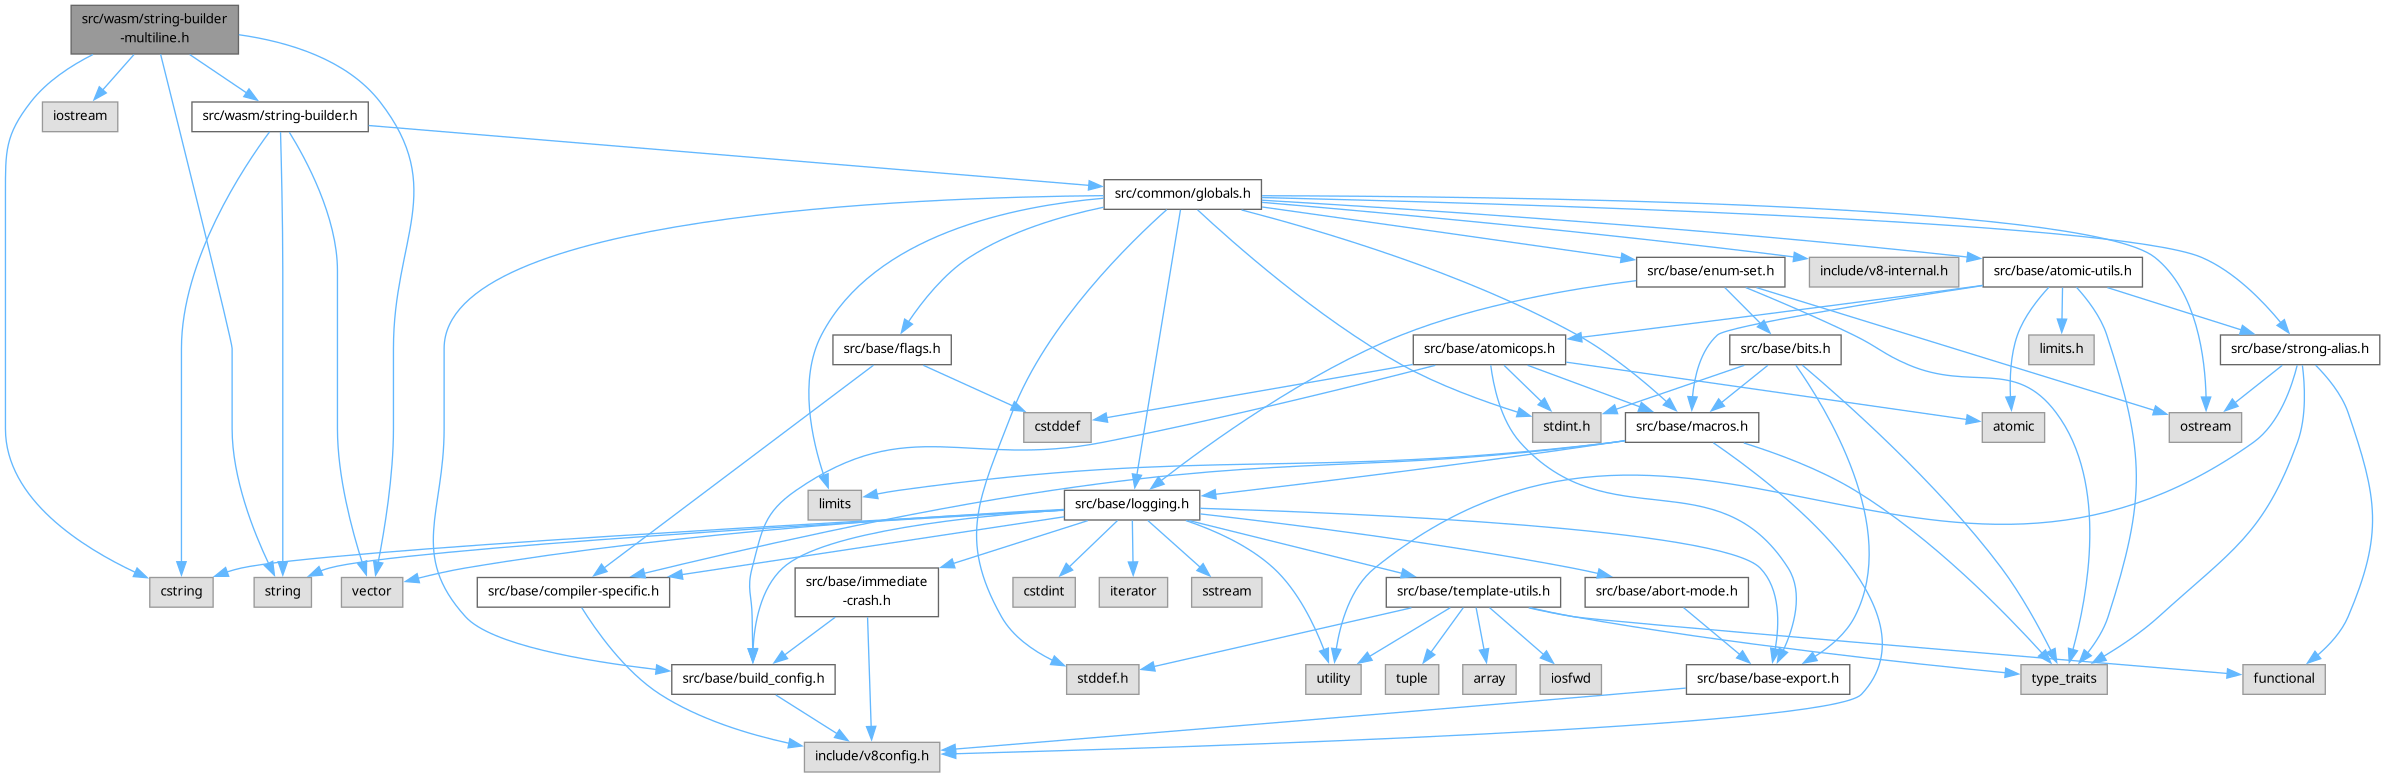 src/wasm/string-builder
-multiline.h
iostream
src/wasm/string-builder.h
src/common/globals.h
src/base/enum-set.h
include/v8-internal.h
src/base/atomic-utils.h
src/base/flags.h
src/base/atomicops.h
src/base/bits.h
limits.h
src/base/strong-alias.h
cstddef
stdint.h
src/base/macros.h
atomic
ostream
limits
src/base/logging.h
cstring
string
vector
src/base/compiler-specific.h
src/base/immediate
-crash.h
cstdint
iterator
sstream
src/base/template-utils.h
src/base/abort-mode.h
src/base/build_config.h
stddef.h
utility
tuple
array
iosfwd
src/base/base-export.h
type_traits
functional
include/v8config.h